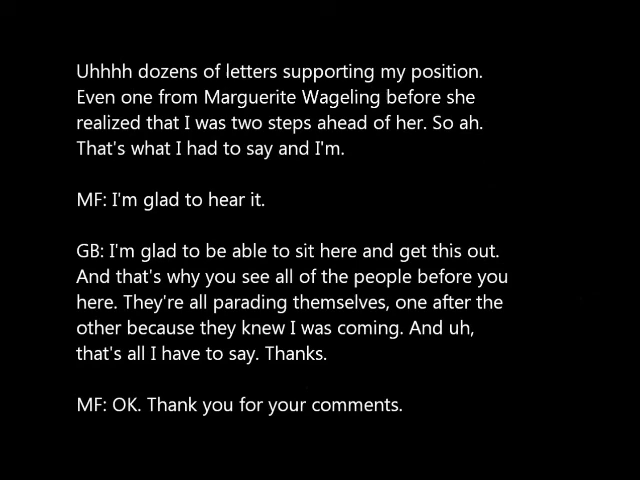 Uhhhh dozens of letters supporting my position.
Even one from Marguerite Wageling before she
realized that I was two steps ahead of her. So ah.
That's what I had to say and I'm.
MF: I'm glad to hear it.
GB: I'm glad to be able to sit here and get this out.
And that's why you see all of the people before you
here. They're all parading themselves, one after the
other because they knew I was coming. And uh,
that's all I have to say. Thanks.
MF: OK. Thank you for your comments.